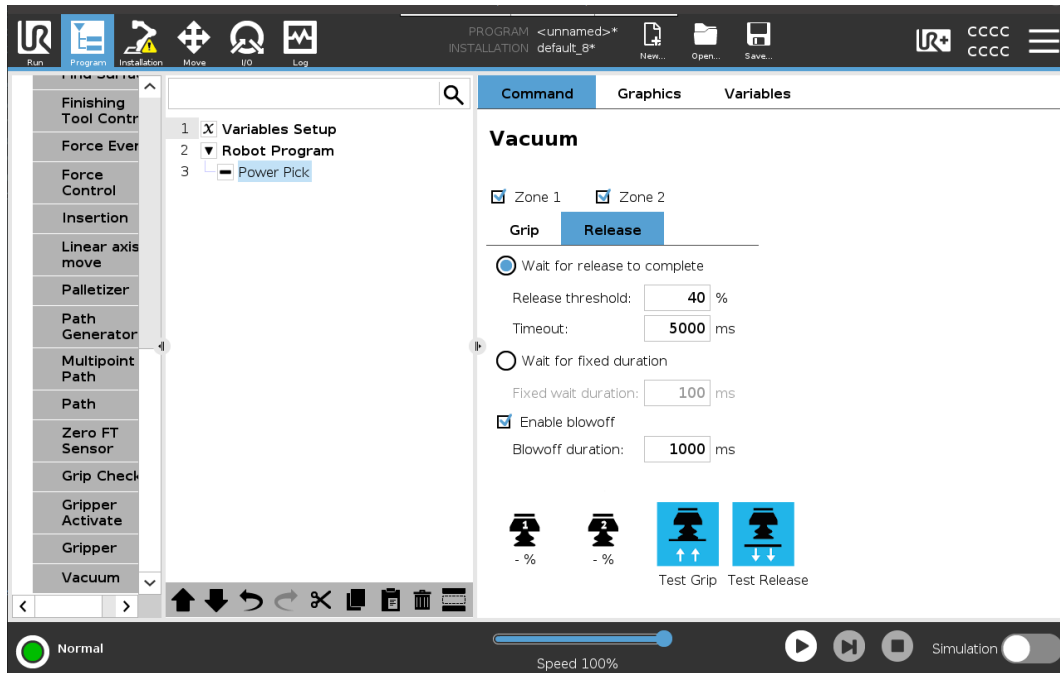 PROGRAM <unnamed>*
INSTALLATION default_8*
UR
Run
Program
Installation
Move
I/O
Log
New...
Open...
Save...
UR+
CCCC
CCCC
Finishing
Tool Contr
Force Ever
Force
Control
Insertion
Linear axis
move
Palletizer
Path
Generator
Multipoint
Path
Path
Zero FT
Sensor
Grip Check
Gripper
Activate
Gripper
Vacuum
1 X Variables Setup
2 Robot Program
3 Power Pick
Command Graphics Variables
Vacuum
Zone 1 Zone 2
Grip Release
Wait for release to complete
Release threshold: 40 %
Timeout: 5000 ms
Wait for fixed duration
Fixed wait duration: 100 ms
Enable blowoff
Blowoff duration: 1000 ms
1 2
- % - %
Test Grip Test Release
Normal
Speed 100%
Simulation